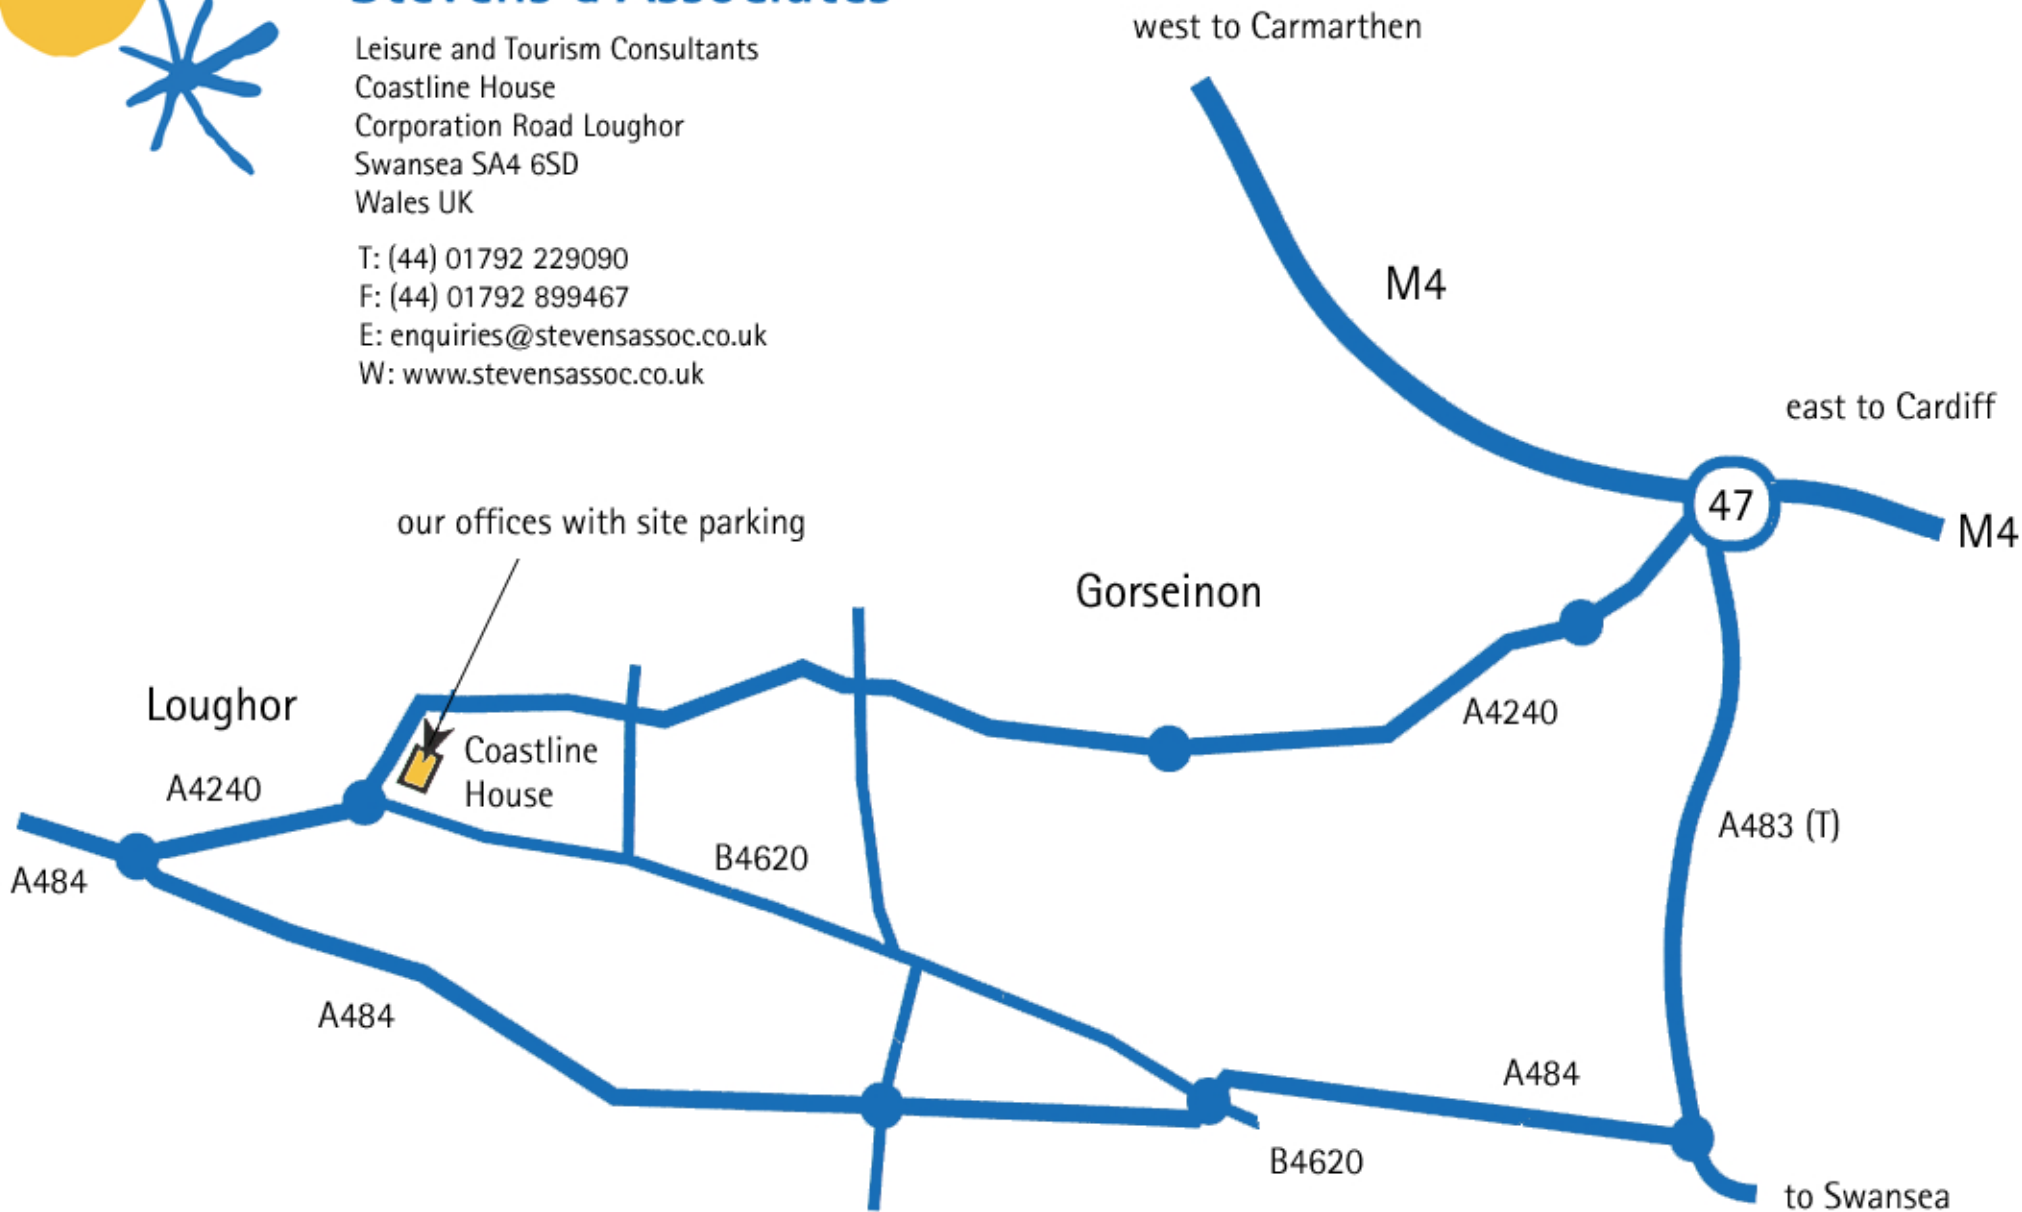 Stevens & Associates
Leisure and Tourism Consultants
Coastline House
Corporation Road Loughor
Swansea SA4 6SD
Wales UK
T: (44) 01792 229090
F: (44) 01792 899467
E: enquiries@stevensassoc.co.uk
W: www.stevensassoc.co.uk
west to Carmarthen
M4
east to Cardiff
47
M4
our offices with site parking
Gorseinon
Loughor
A4240
Coastline
House
A4240
A483 (T)
B4620
A484
A484
A484
B4620
to Swansea